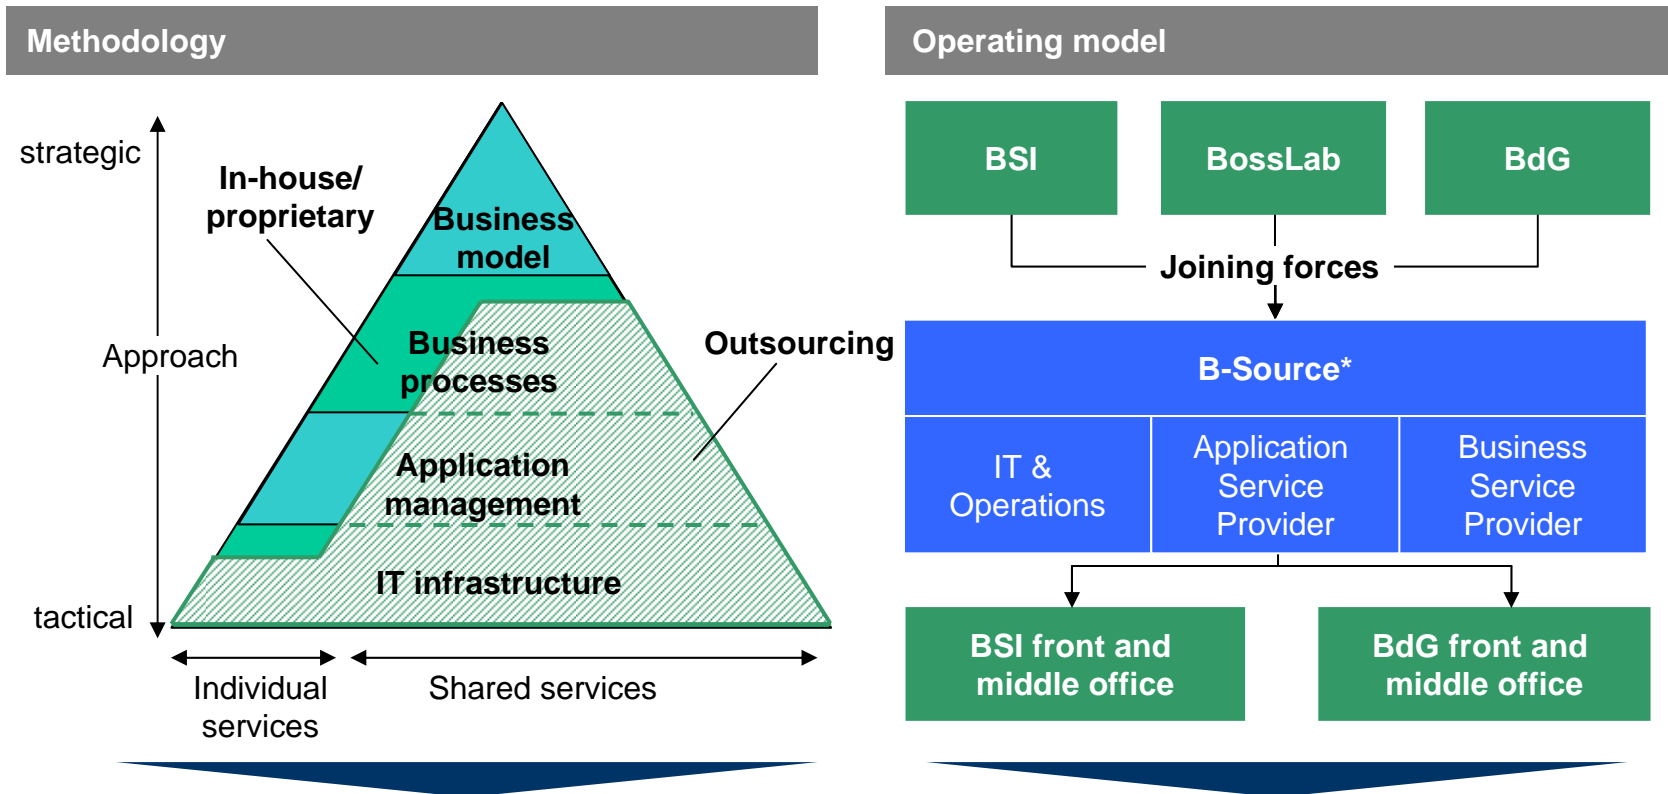 Methodology
strategic
In-house/
proprietary
Business
model
Approach
Business
processes
Outsourcing
Application
management
IT infrastructure
tactical
Individual
services
Shared services
Operating model
BSI
BossLab
BdG
Joining forces
B-Source*
IT &
Operations
Application
Service
Provider
Business
Service
Provider
BSI front and
middle office
BdG front and
middle office